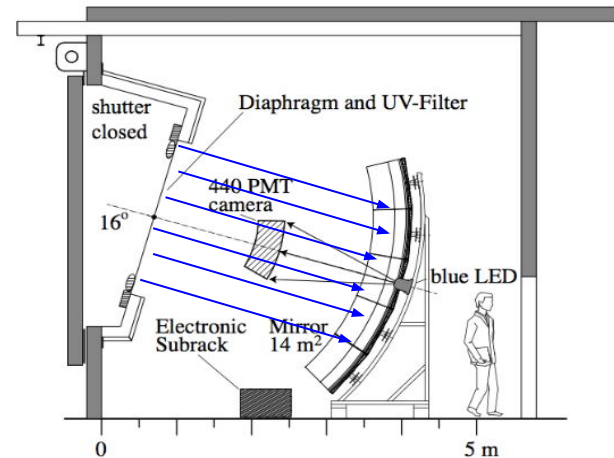 shutter
closed
Diaphragm and UV-Filter
440 PMT
camera
16°
blue LED
Electronic
Subrack
Mirror
14 m²
0
5 m